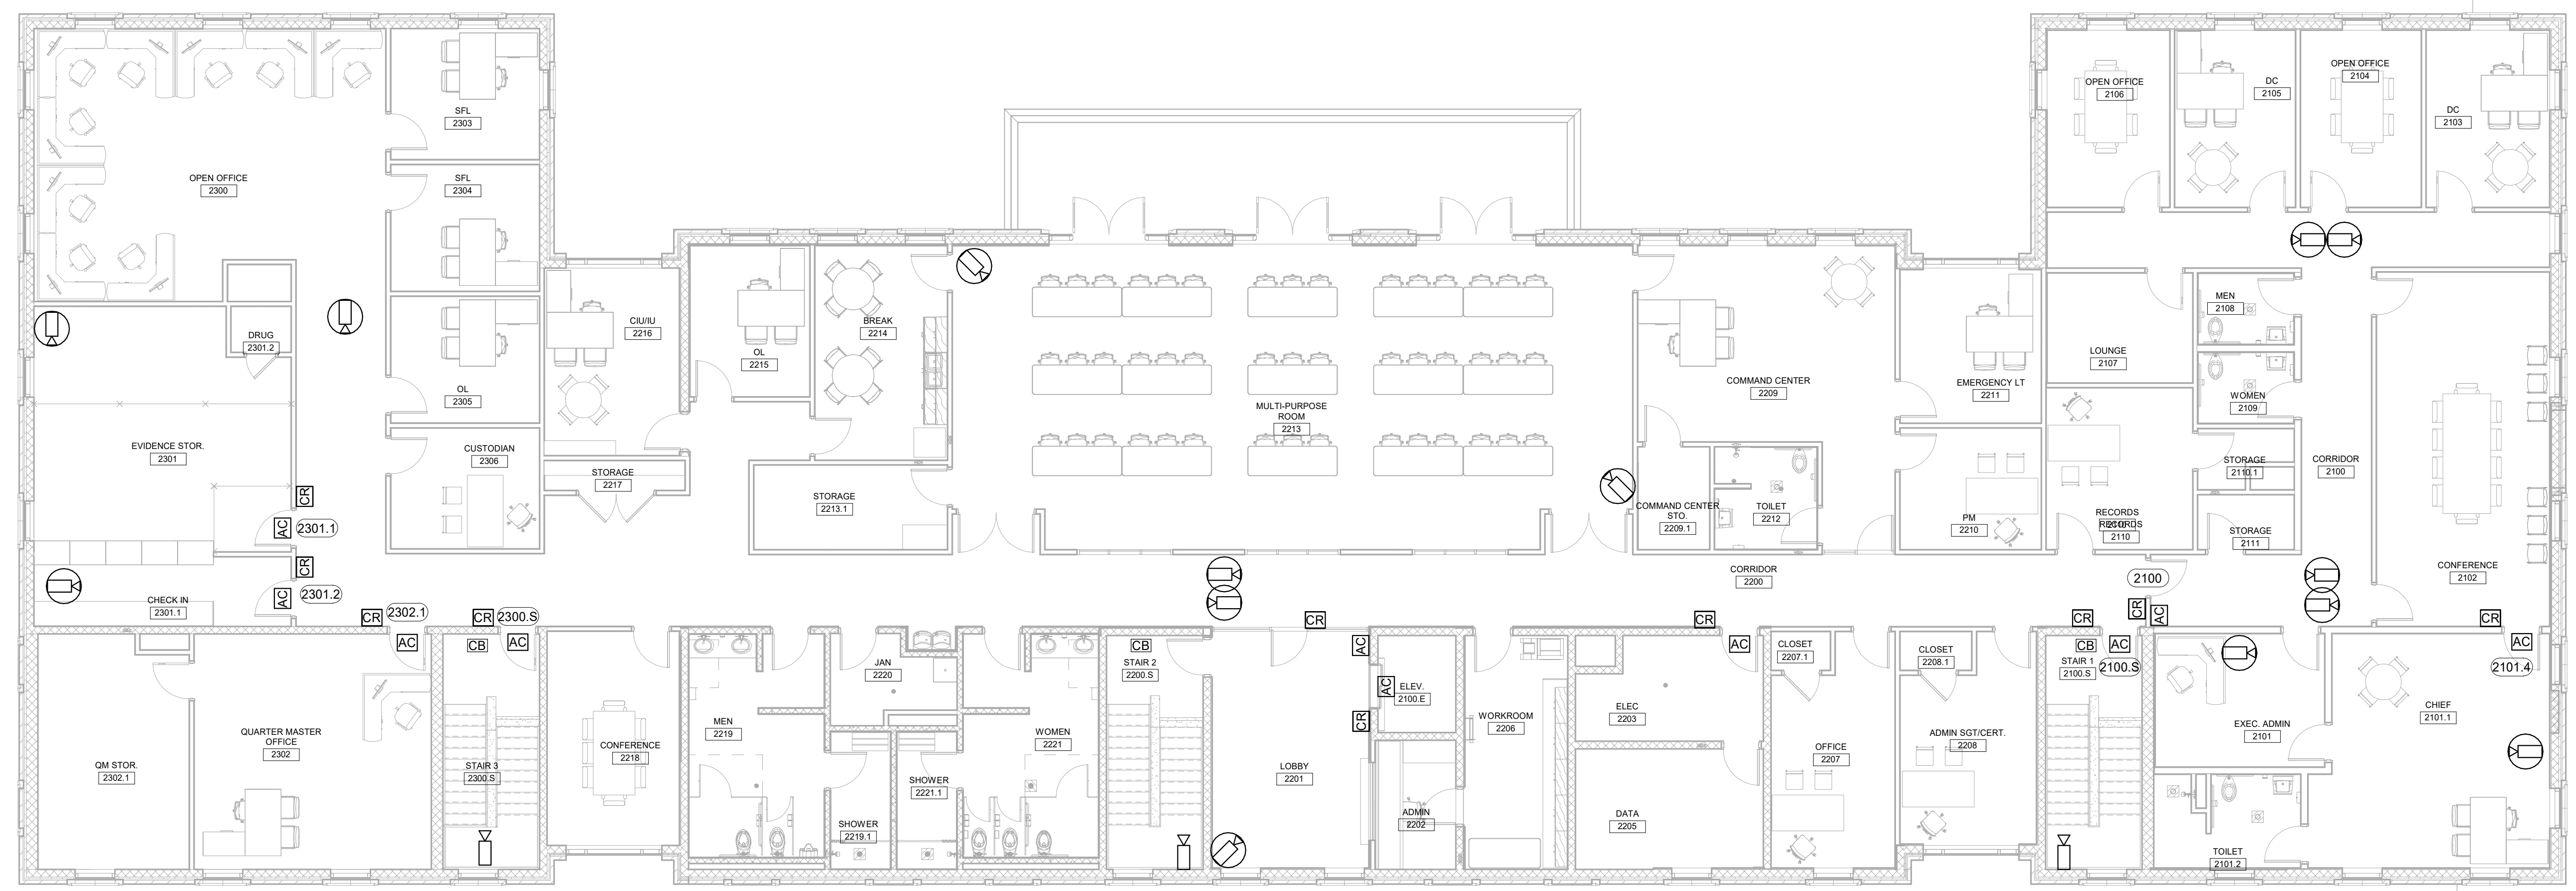 OPEN OFFICE
2300
SFL
2303
SFL
2304
OL
2305
CUSTODIAN
2306
DRUG
2301.2
EVIDENCE STOR.
2301
CR
AC
2301.1
CR
AC
2301.2
CHECK IN
2301.1
CR
2302.1
AC
CR
2300.S
AC
CB
QM STOR.
2302.1
QUARTER MASTER
OFFICE
2302
STAIR 3
2300.S
CIU/IU
2216
STORAGE
2217
OL
2215
BREAK
2214
STORAGE
2213.1
MULTI-PURPOSE
ROOM
2213
CONFERENCE
2218
MEN
2219
SHOWER
2219.1
JAN
2220
SHOWER
2221.1
WOMEN
2221
CB
STAIR 2
2200.S
CR
AC
LOBBY
2201
AC
CR
ELEV.
2100.E
ADMIN
2202
WORKROOM
2206
CR
AC
ELEC
2203
DATA
2205
COMMAND CENTER
2209
COMMAND CENTER
STO.
2209.1
TOILET
2212
CORRIDOR
2200
EMERGENCY LT
2211
PM
2210
CLOSET
2207.1
OFFICE
2207
CLOSET
2208.1
ADMIN SGT/CERT.
2208
OPEN OFFICE
2106
DC
2105
OPEN OFFICE
2104
DC
2103
LOUNGE
2107
MEN
2108
WOMEN
2109
STORAGE
2110.1
RECORDS
2110
RECORDS
2110
STORAGE
2111
CORRIDOR
2100
CONFERENCE
2102
2100
CR
AC
CR
CB
AC
STAIR 1
2100.S
2100.S
EXEC. ADMIN
2101
TOILET
2101.2
CHIEF
2101.1
CR
AC
2101.4